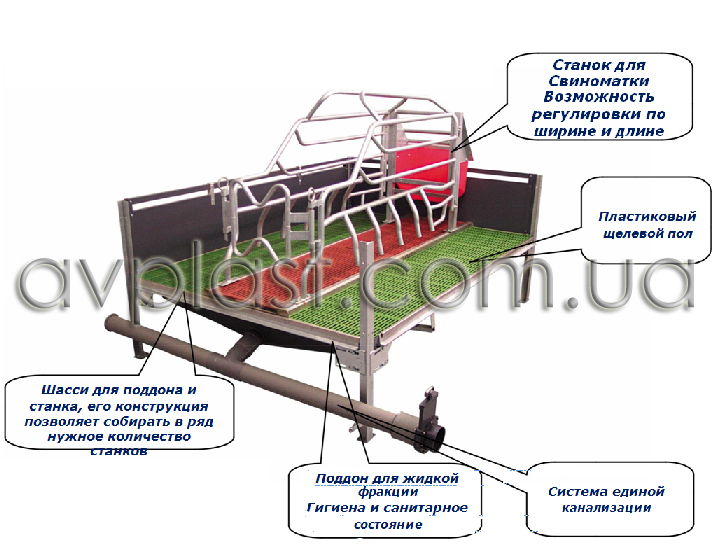 Станок для
Свиноматки
Возможность
регулировки по
ширине и длине
Пластиковый
щелевой пол
avplast.com.ua
Шасси для поддона и
станка, его конструкция
позволяет собирать в ряд
нужное количество
станков
Поддон для жидкой
фракции
Гигиена и санитарное
состояние
Система единой
канализации